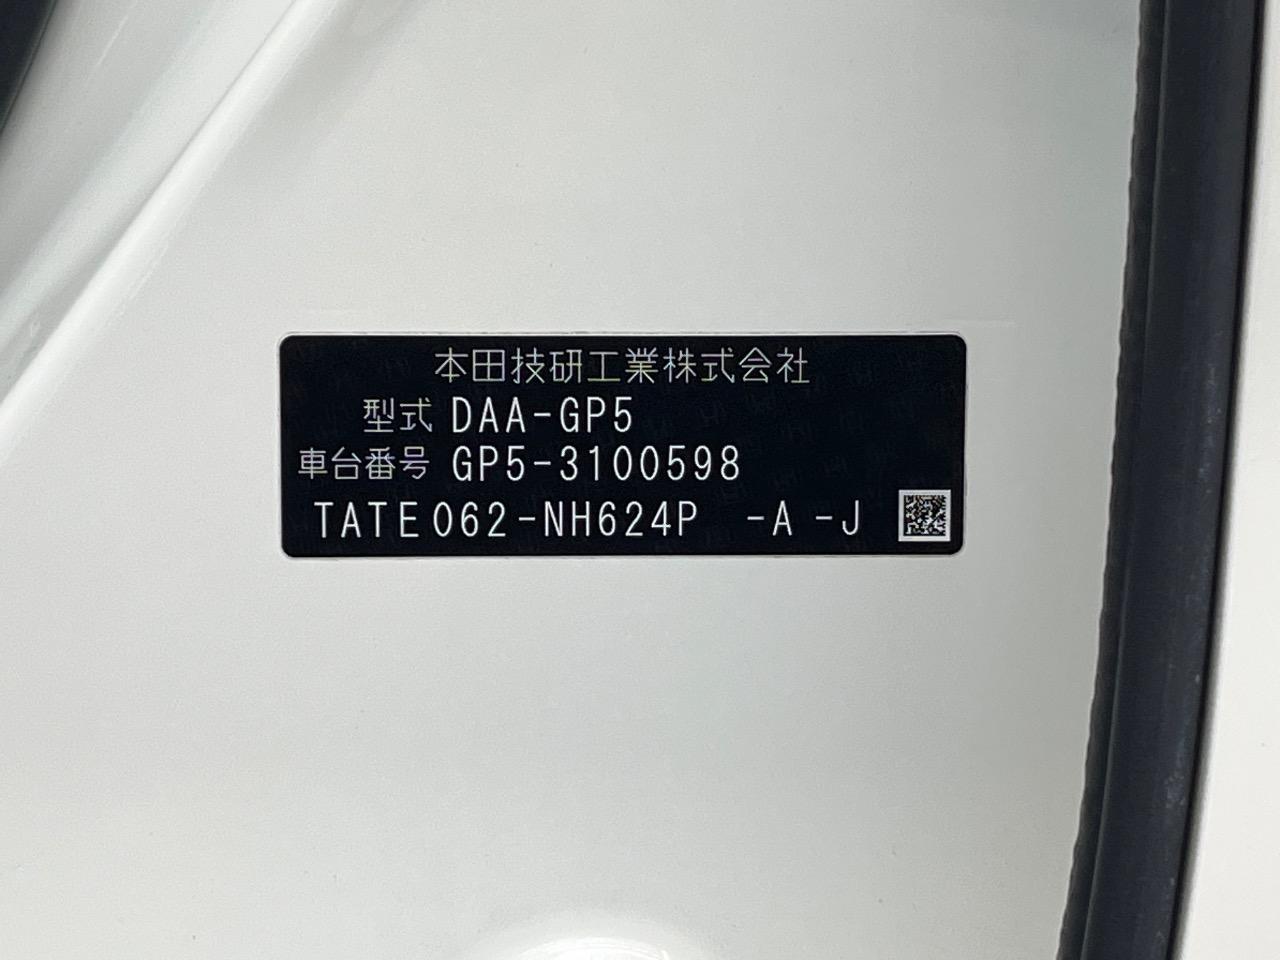 本田技研工業株式会社
型式 DAA-GP5
車台番号 GP5-3100598
TATE062-NH624P -A -J